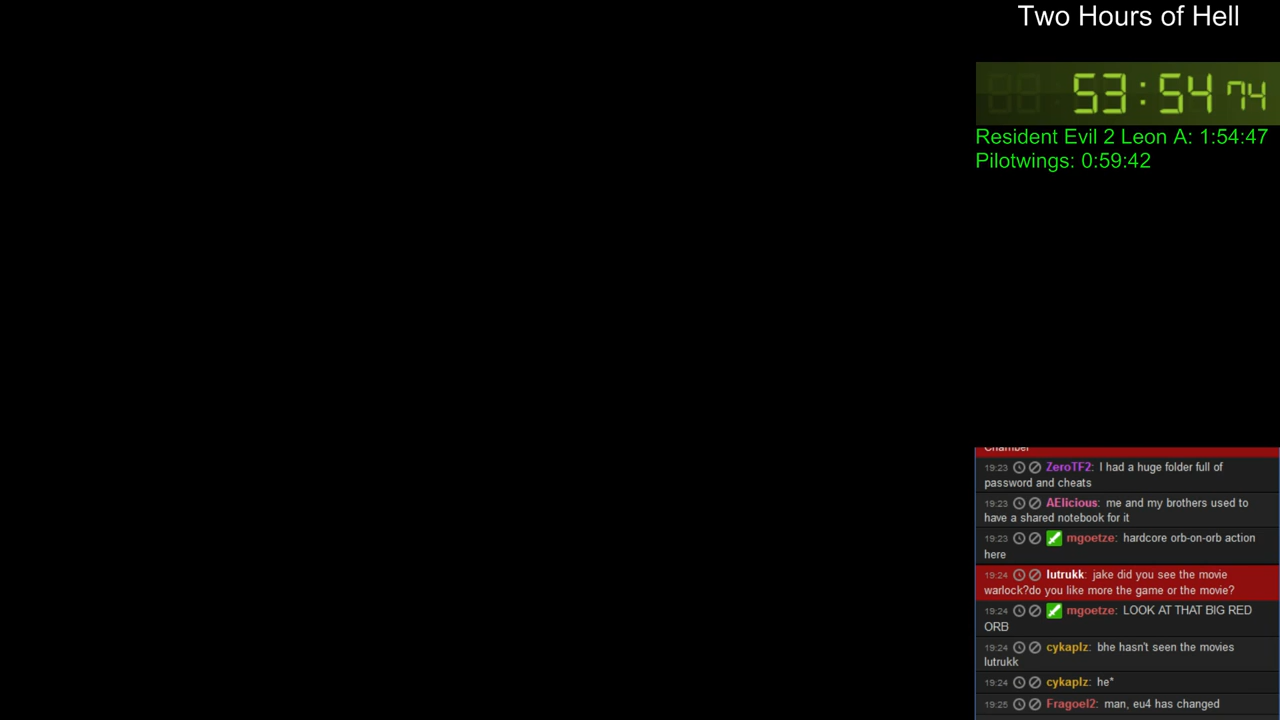 Two Hours of Hell
53:54 74
Resident Evil 2 Leon A: 1:54:47
Pilotwings: 0:59:42
Chamber
19:23 ZeroTF2: I had a huge folder full of
password and cheats
19:23 AElicious: me and my brothers used to
have a shared notebook for it
19:23 mgoetze: hardcore orb-on-orb action
here
19:24 lutrukk: jake did you see the movie
warlock?do you like more the game or the movie?
19:24 mgoetze: LOOK AT THAT BIG RED
ORB
19:24 cykaplz: bhe hasn't seen the movies
lutrukk
19:24 cykaplz: he*
19:25 Fragoel2: man, eu4 has changed